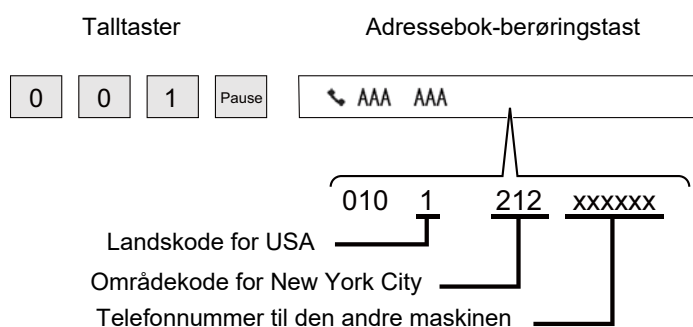 Talltaster Adressebok-berøringstast
0 0 1 Pause AAA AAA
010 1 212 xxxxxx
Landskode for USA
Områdekode for New York City
Telefonnummer til den andre maskinen